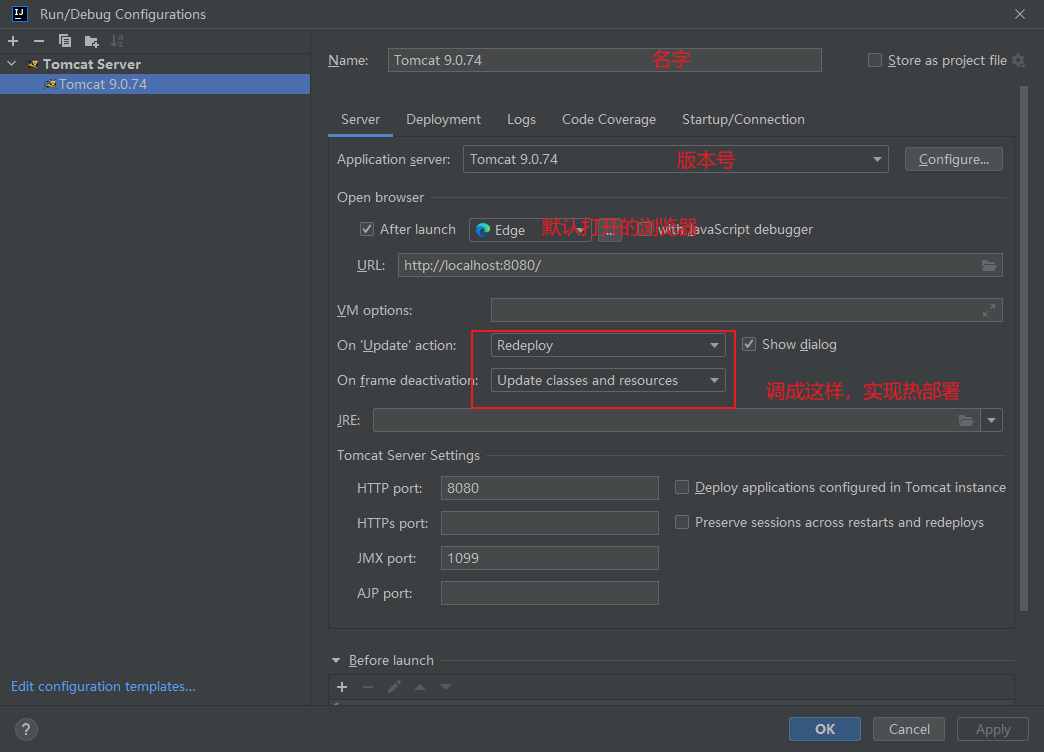 Run/Debug Configurations
Tomcat Server
Tomcat 9.0.74
Name: Tomcat 9.0.74 名字 Store as project file
Server Deployment Logs Code Coverage Startup/Connection
Application server: Tomcat 9.0.74 版本号 Configure...
Open browser
After launch Edge 默认打开的浏览器 ... with JavaScript debugger
URL: http://localhost:8080/
VM options:
On 'Update' action: Redeploy Show dialog
On frame deactivation: Update classes and resources
调成这样，实现热部署
JRE:
Tomcat Server Settings
HTTP port: 8080 Deploy applications configured in Tomcat instance
HTTPs port: Preserve sessions across restarts and redeploys
JMX port: 1099
AJP port:
Before launch
Edit configuration templates...
? OK Cancel Apply